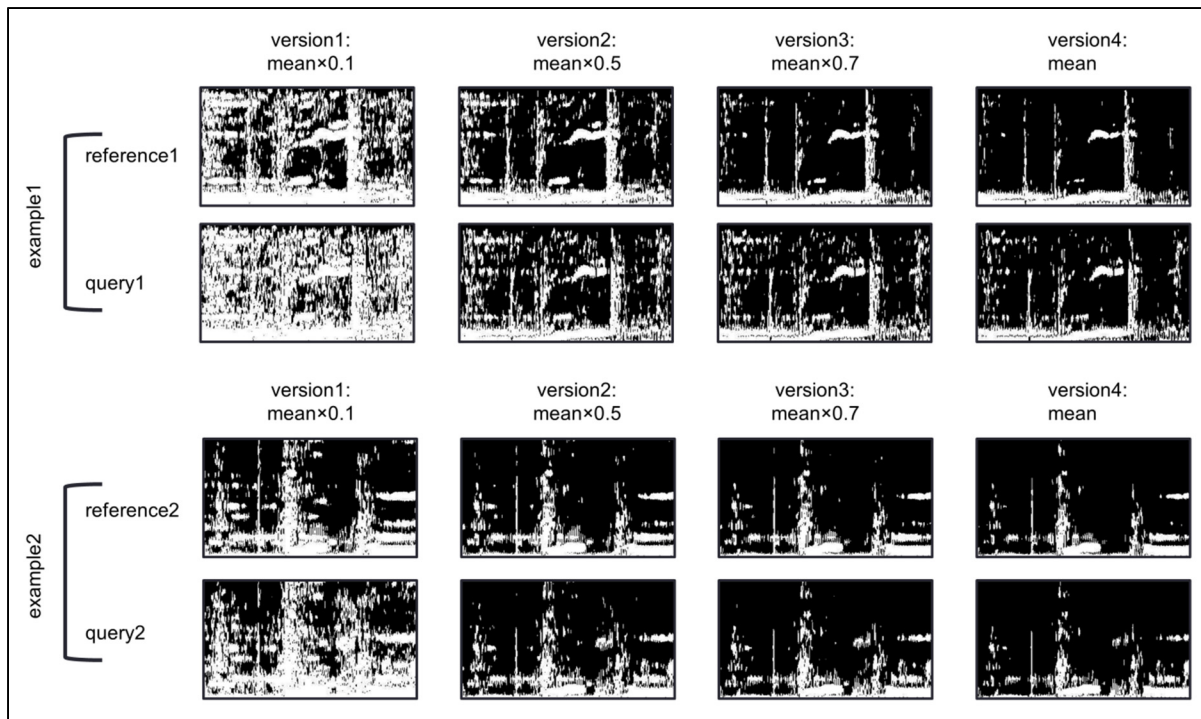 version1: version2: version3: version4:
mean×0.1 mean×0.5 mean×0.7 mean
example1
reference1
query1
version1: version2: version3: version4:
mean×0.1 mean×0.5 mean×0.7 mean
example2
reference2
query2